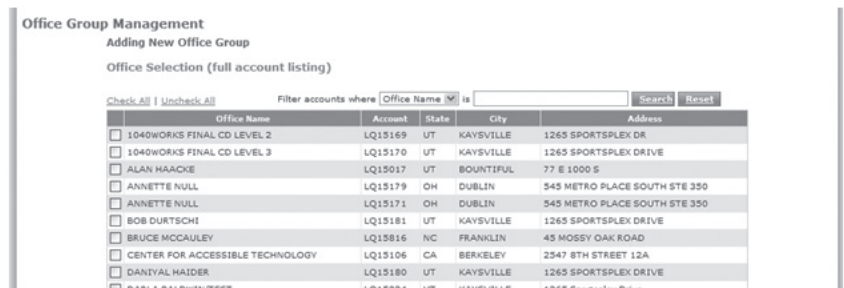 Office Group Management
Adding New Office Group
Office Selection (full account listing)
Check All | Uncheck All Filter accounts where Office Name is Search Reset
Office Name Account State City Address
1040WORKS FINAL CD LEVEL 2 LQ15169 UT KAYSVILLE 1265 SPORTSPLEX DR
1040WORKS FINAL CD LEVEL 3 LQ15170 UT KAYSVILLE 1265 SPORTSPLEX DRIVE
ALAN HAACKE LQ15017 UT BOUNTIFUL 77 E 1000 S
ANNETTE NULL LQ15179 OH DUBLIN 545 METRO PLACE SOUTH STE 350
ANNETTE NULL LQ15171 OH DUBLIN 545 METRO PLACE SOUTH STE 350
BOB DURTSCHI LQ15181 UT KAYSVILLE 1265 SPORTSPLEX DRIVE
BRUCE MCCAULEY LQ15816 NC FRANKLIN 45 MOSSY OAK ROAD
CENTER FOR ACCESSIBLE TECHNOLOGY LQ15106 CA BERKELEY 2547 8TH STREET 12A
DANIYAL HAIDER LQ15180 UT KAYSVILLE 1265 SPORTSPLEX DRIVE